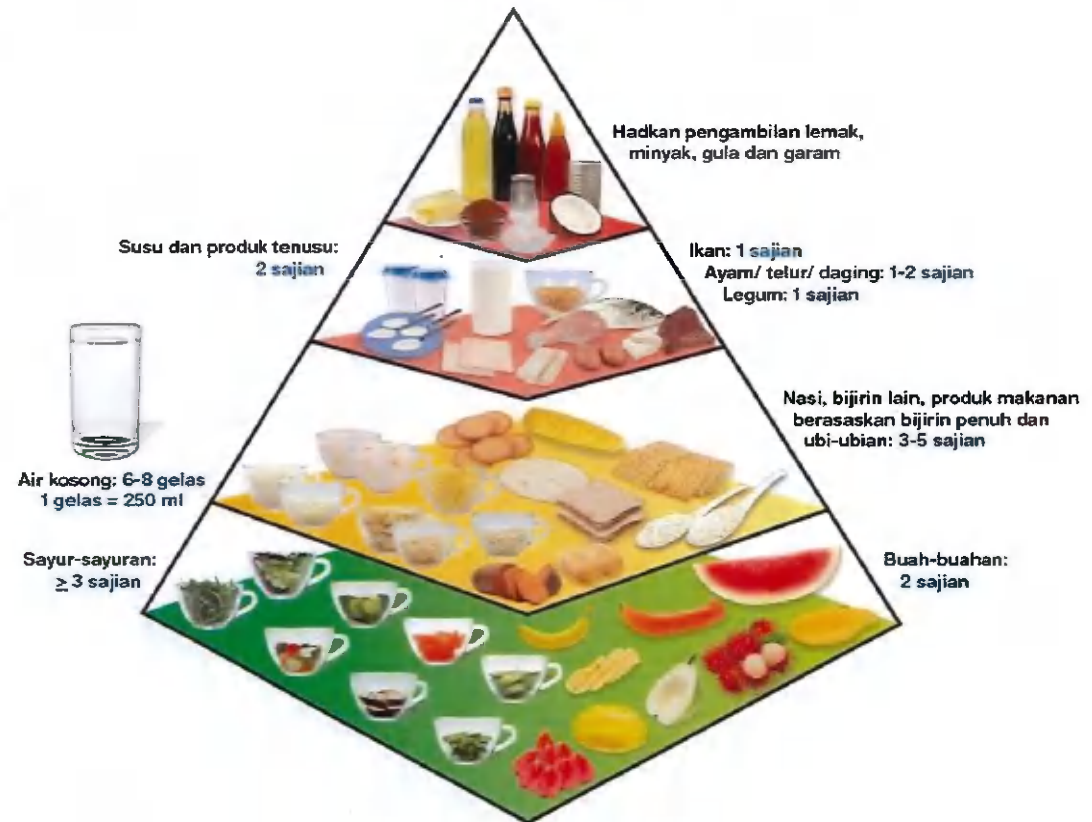 Hadkan pengambilan lemak,
minyak, gula dan garam
Susu dan produk tenusu:
2 sajian
Ikan: 1 sajian
Ayam/ telur/ daging: 1-2 sajian
Legum: 1 sajian
Nasi, bijirin lain, produk makanan
berasaskan bijirin penuh dan
ubi-ubian: 3-5 sajian
Air kosong: 6-8 gelas
1 gelas = 250 ml
Sayur-sayuran:
≥ 3 sajian
Buah-buahan:
2 sajian